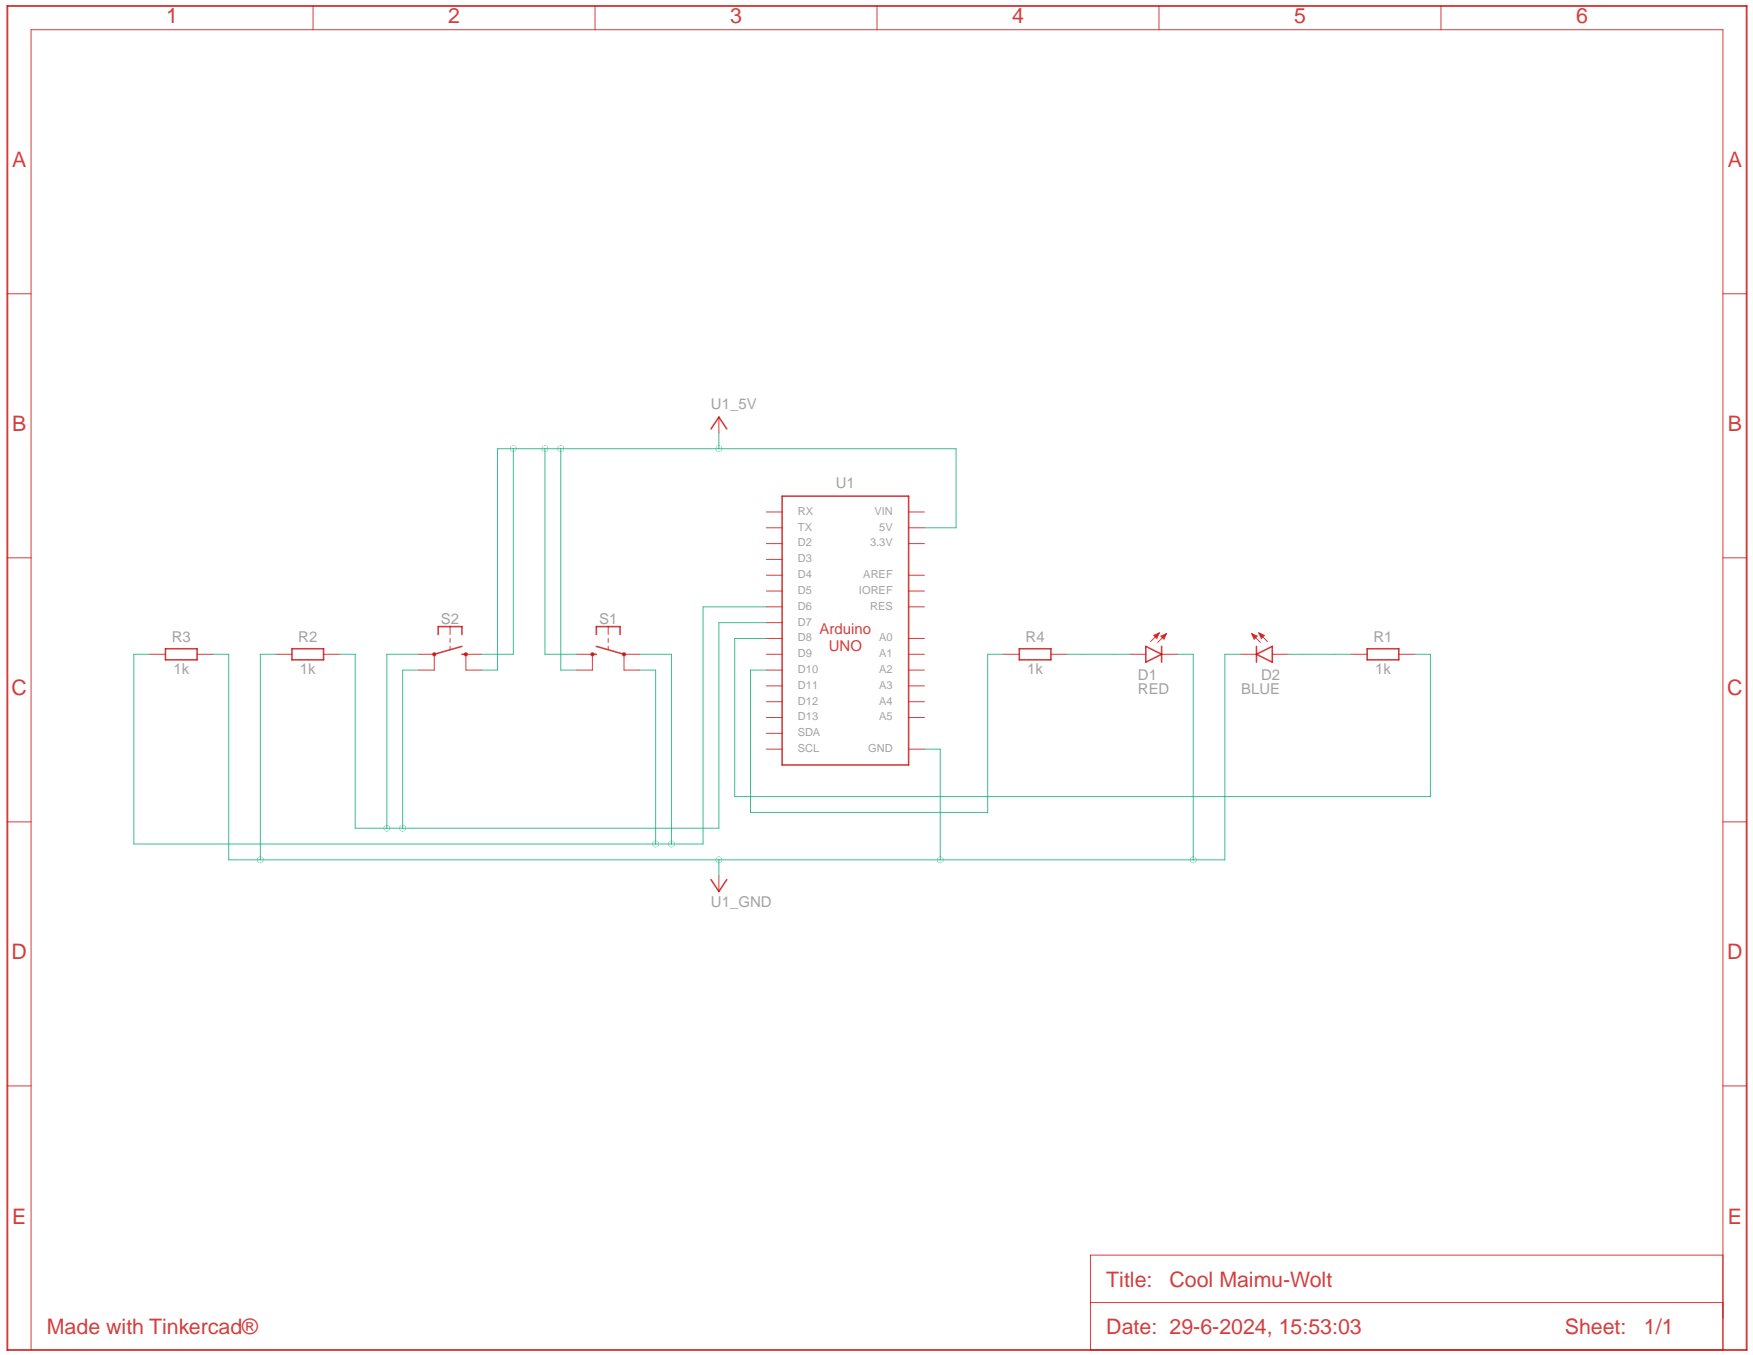 1 2 3 4 5 6
A A
B B
C C
D D
E E
U1_5V
U1
RX VIN
TX 5V
D2 3.3V
D3
D4 AREF
D5 IOREF
D6 RES
D7
D8 A0
D9 A1
D10 A2
D11 A3
D12 A4
D13 A5
SDA
SCL GND
Arduino
UNO
R3
1k
R2
1k
S2
S1
R4
1k
D1
RED
D2
BLUE
R1
1k
U1_GND
Title: Cool Maimu-Wolt
Date: 29-6-2024, 15:53:03 Sheet: 1/1
Made with Tinkercad®